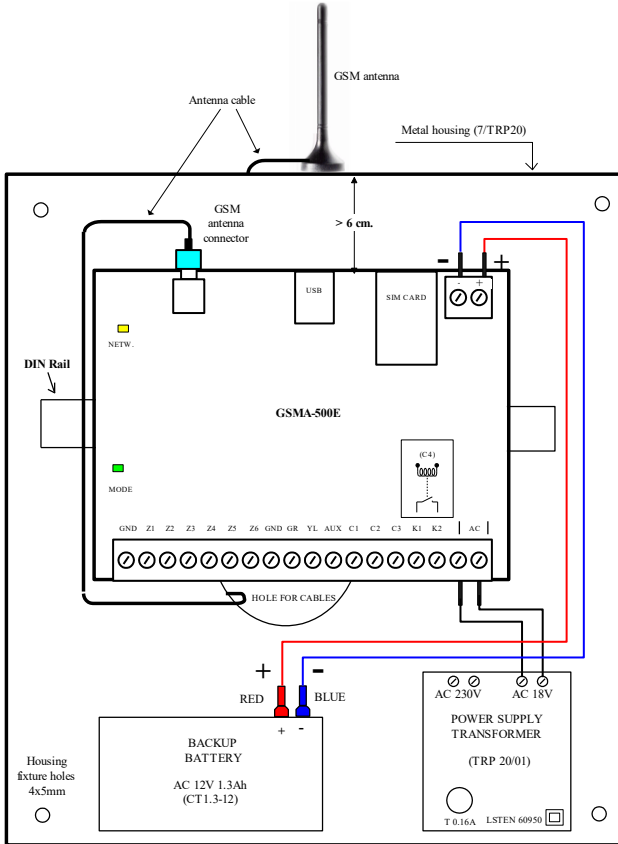 GSM antenna
Antenna cable
Metal housing (7/TRP20)
GSM
antenna
connector
> 6 cm.
-
+
- +
USB
SIM CARD
NETW.
DIN Rail
GSMA-500E
(C4)
MODE
GND Z1 Z2 Z3 Z4 Z5 Z6 GND GR YL AUX C1 C2 C3 K1 K2 AC
HOLE FOR CABLES
+ -
RED BLUE
+ -
AC 230V AC 18V
POWER SUPPLY
TRANSFORMER
(TRP 20/01)
T 0.16A LSTEN 60950
BACKUP
BATTERY
AC 12V 1.3Ah
(CT1.3-12)
Housing
fixture holes
4x5mm